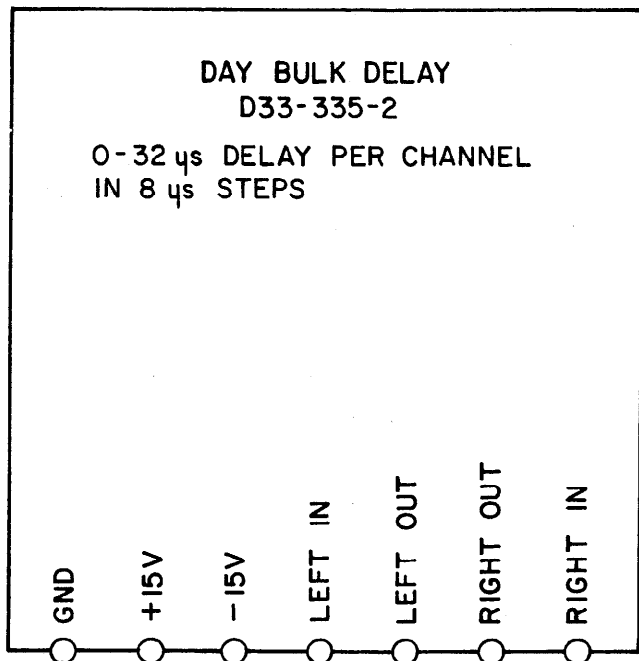 DAY BULK DELAY
D33-335-2
0-32 μs DELAY PER CHANNEL
IN 8 μs STEPS
GND
+15V
-15V
LEFT IN
LEFT OUT
RIGHT OUT
RIGHT IN